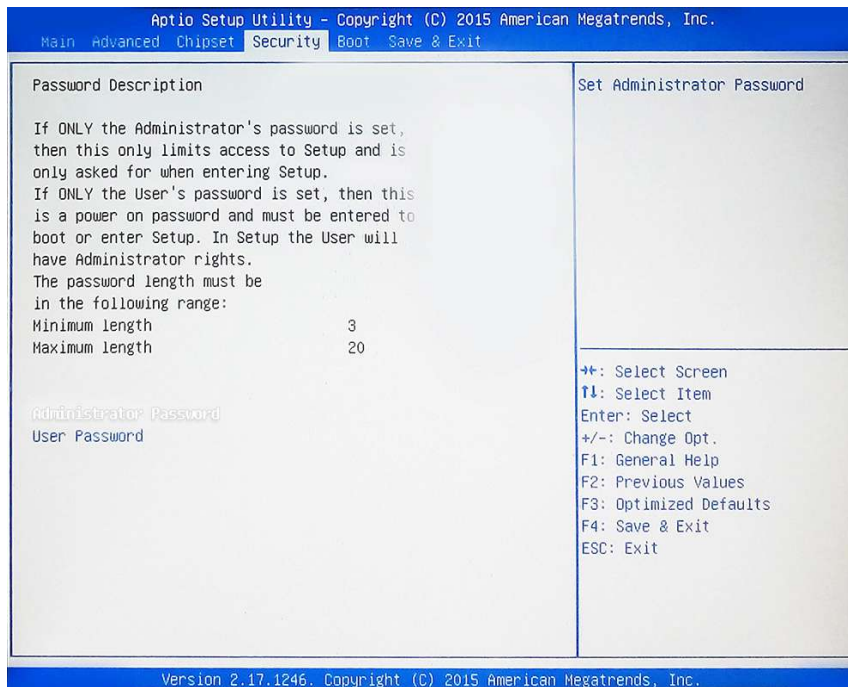 Aptio Setup Utility – Copyright (C) 2015 American Megatrends, Inc.
Main Advanced Chipset Security Boot Save & Exit
Password Description
If ONLY the Administrator's password is set,
then this only limits access to Setup and is
only asked for when entering Setup.
If ONLY the User's password is set, then this
is a power on password and must be entered to
boot or enter Setup. In Setup the User will
have Administrator rights.
The password length must be
in the following range:
Minimum length 3
Maximum length 20
Administrator Password
User Password
Set Administrator Password
→←: Select Screen
↑↓: Select Item
Enter: Select
+/-: Change Opt.
F1: General Help
F2: Previous Values
F3: Optimized Defaults
F4: Save & Exit
ESC: Exit
Version 2.17.1246. Copyright (C) 2015 American Megatrends, Inc.